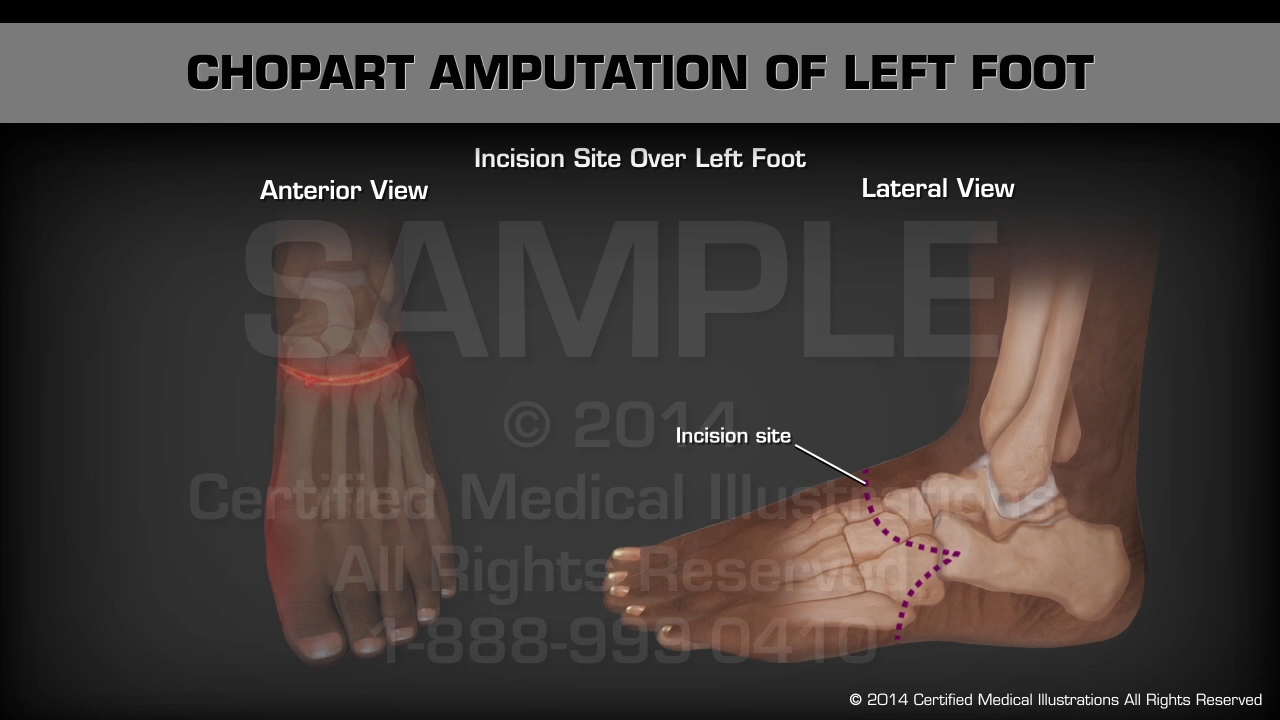 CHOPART AMPUTATION OF LEFT FOOT
Incision Site Over Left Foot
Anterior View
Lateral View
SAMPLE
© 2014
Certified Medical Illustrations
All Rights Reserved
1-888-999-0410
Incision site
© 2014 Certified Medical Illustrations All Rights Reserved